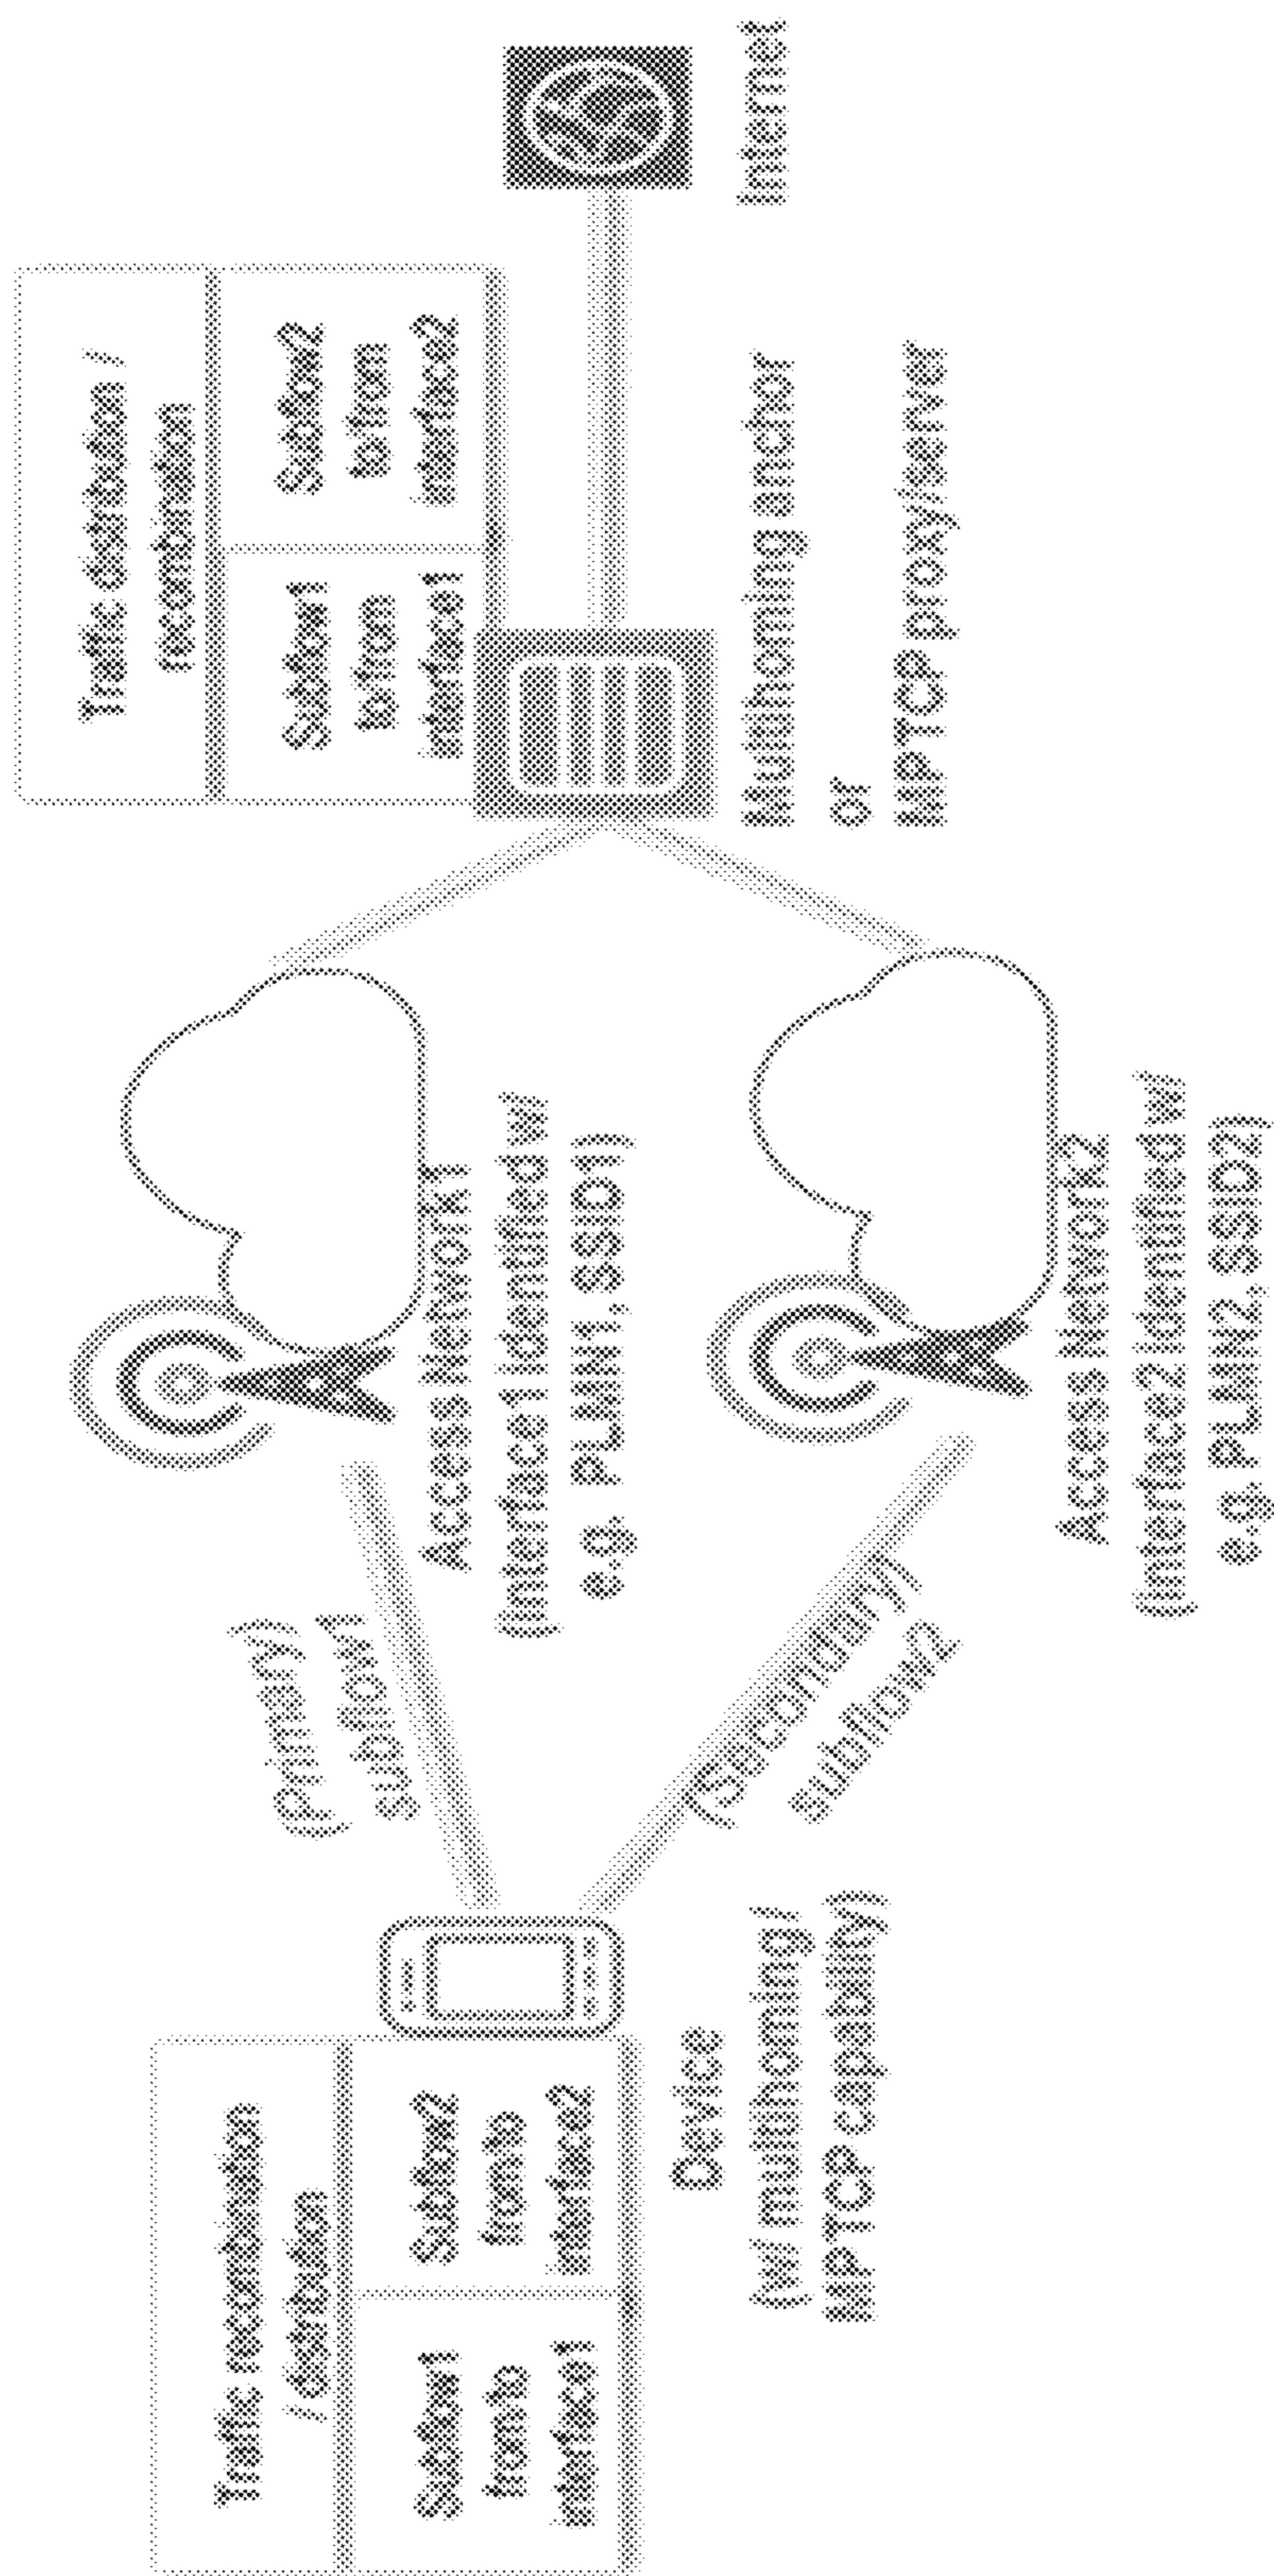 Traffic recombination
/ distribution
Subflow1
from/to
Interface1
Subflow2
from/to
Interface2
Device
(w/ multihoming /
MPTCP capability)
(primary)
subflow1
(Secondary)
subflow2
Access Network1
(Interface1 identified w/
e.g. PLMN1, SSID1)
Access Network2
(Interface2 identified w/
e.g. PLMN2, SSID2)
Traffic distribution /
recombination
Subflow1
to/from
Interface1
Subflow2
to/from
Interface2
Multihoming anchor
or
MPTCP proxy/server
Internet